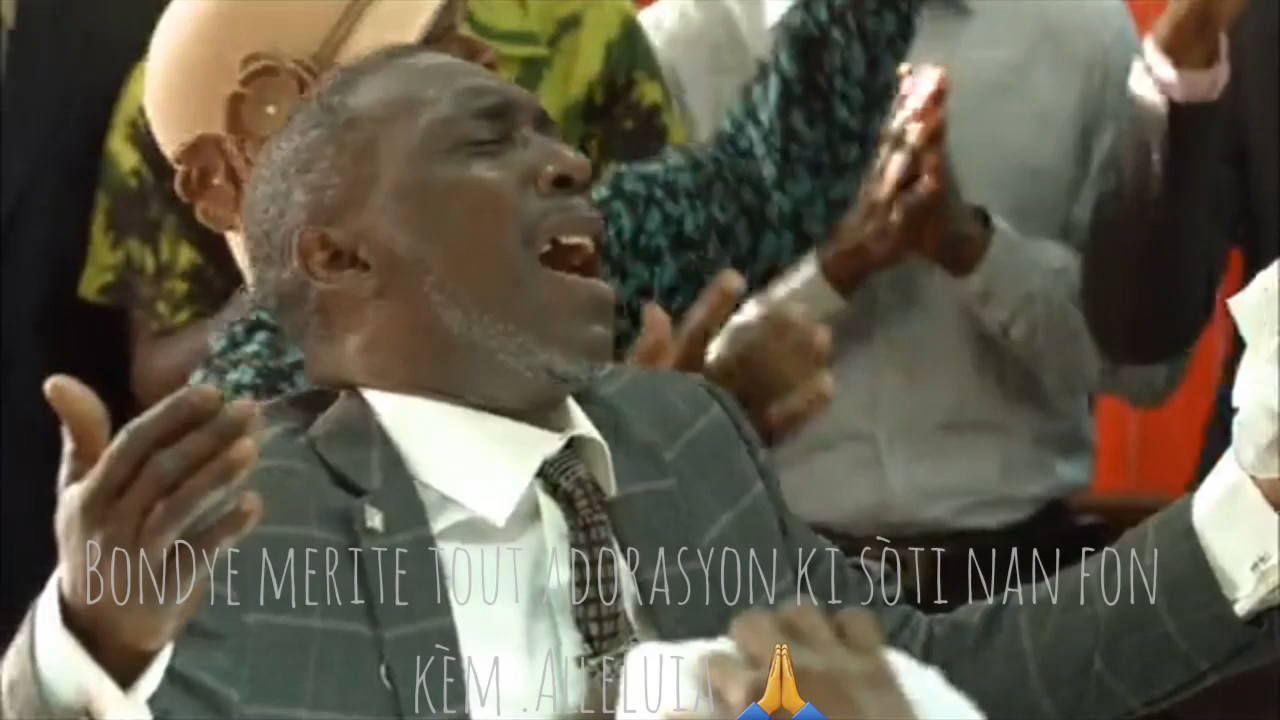 BonDye merite tout adorasyon ki sòti nan fon
kèm .Alleluia 🙏